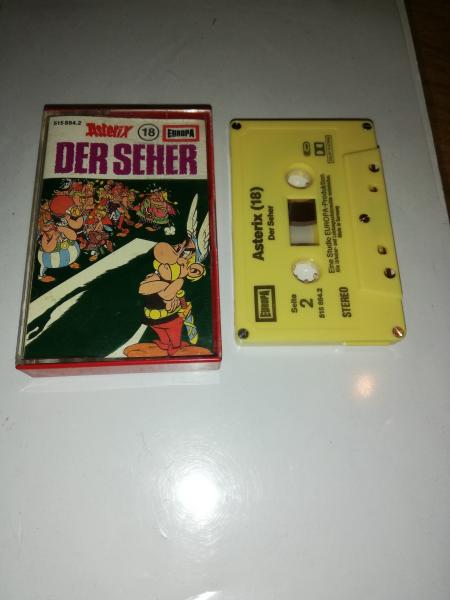 515 884.2
Asterix
18
EUROPA
DER SEHER
Asterix (18)
Der Seher
EUROPA
Seite
2
515 884.2
Eine Studio EUROPA-Produktion
Made in Germany
STEREO